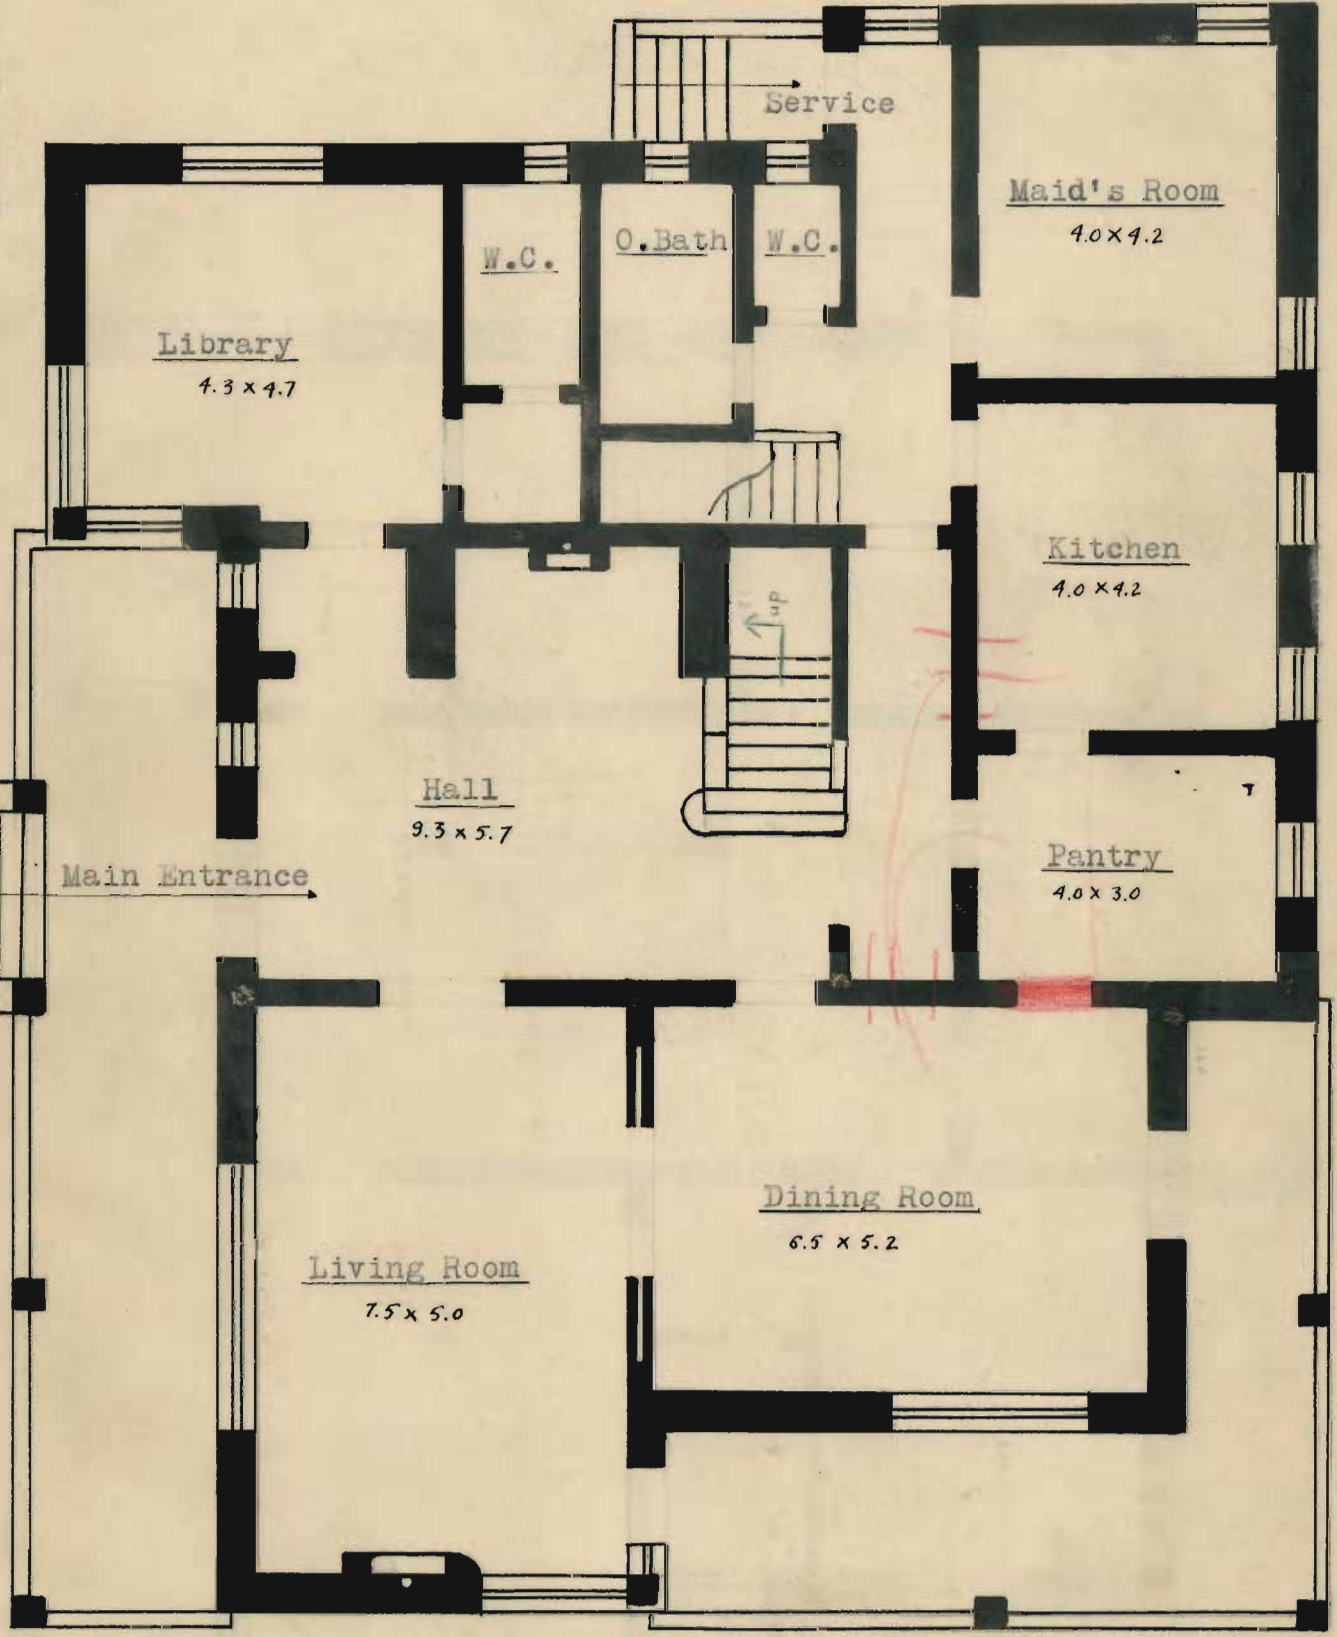 Service
Maid's Room
4.0 x 4.2
W.C.
O.Bath
W.C.
Library
4.3 x 4.7
Kitchen
4.0 x 4.2
up
Hall
9.3 x 5.7
Main Entrance
Pantry
4.0 x 3.0
Dining Room
6.5 x 5.2
Living Room
7.5 x 5.0